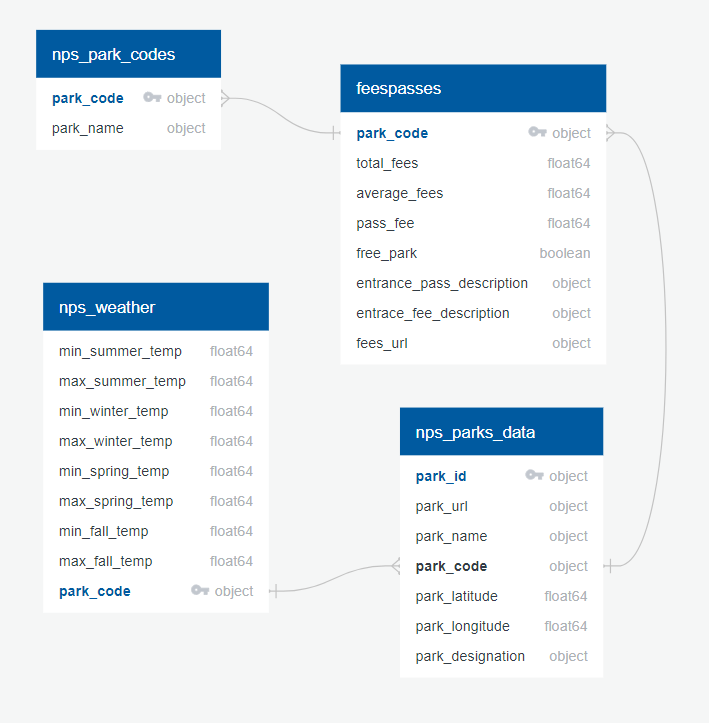 nps_park_codes
park_code object
park_name object
feespasses
park_code object
total_fees float64
average_fees float64
pass_fee float64
free_park boolean
entrance_pass_description object
entrace_fee_description object
fees_url object
nps_weather
min_summer_temp float64
max_summer_temp float64
min_winter_temp float64
max_winter_temp float64
min_spring_temp float64
max_spring_temp float64
min_fall_temp float64
max_fall_temp float64
park_code object
nps_parks_data
park_id object
park_url object
park_name object
park_code object
park_latitude float64
park_longitude float64
park_designation object